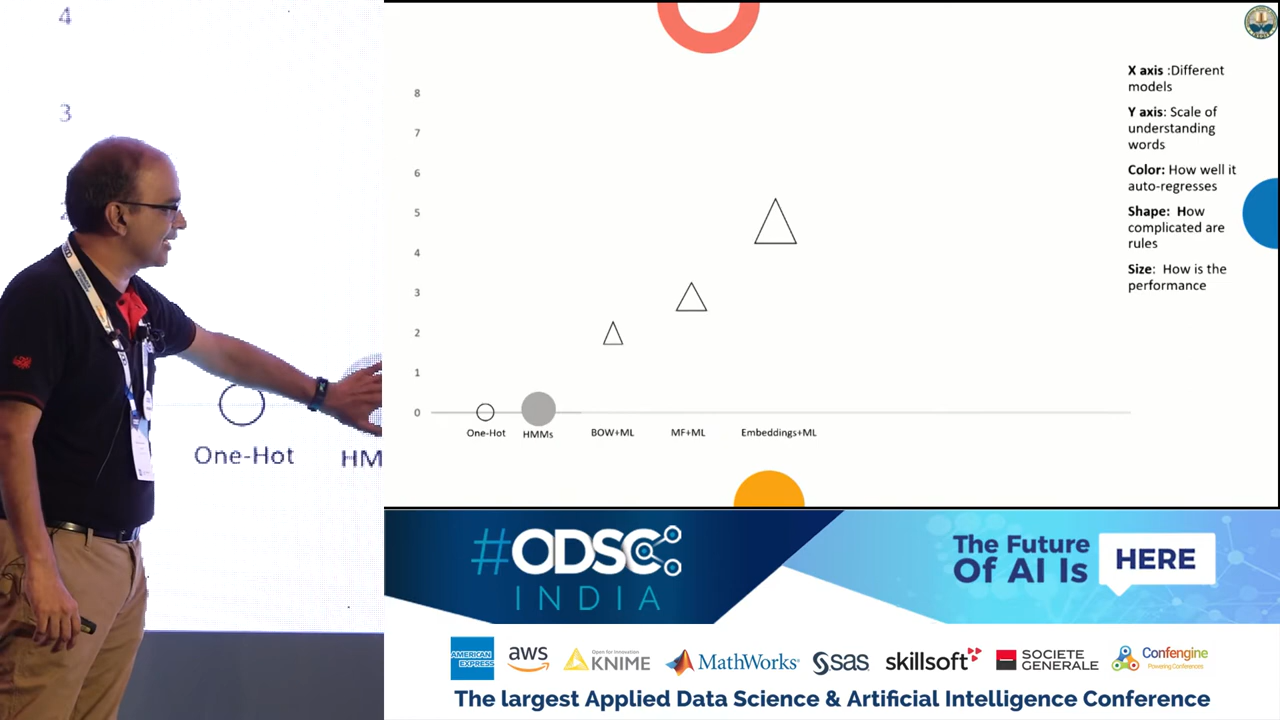 4
3
One-Hot
HM
8
7
6
5
4
3
2
1
0
One-Hot
HMMs
BOW+ML
MF+ML
Embeddings+ML
X axis :Different
models
Y axis: Scale of
understanding
words
Color: How well it
auto-regresses
Shape: How
complicated are
rules
Size: How is the
performance
#ODSC
INDIA
The Future
Of AI Is
HERE
AMERICAN
EXPRESS
aws
Open for Innovation
KNIME
MathWorks®
sas
skillsoft
SOCIETE
GENERALE
Confengine
Powering Conferences
The largest Applied Data Science & Artificial Intelligence Conference